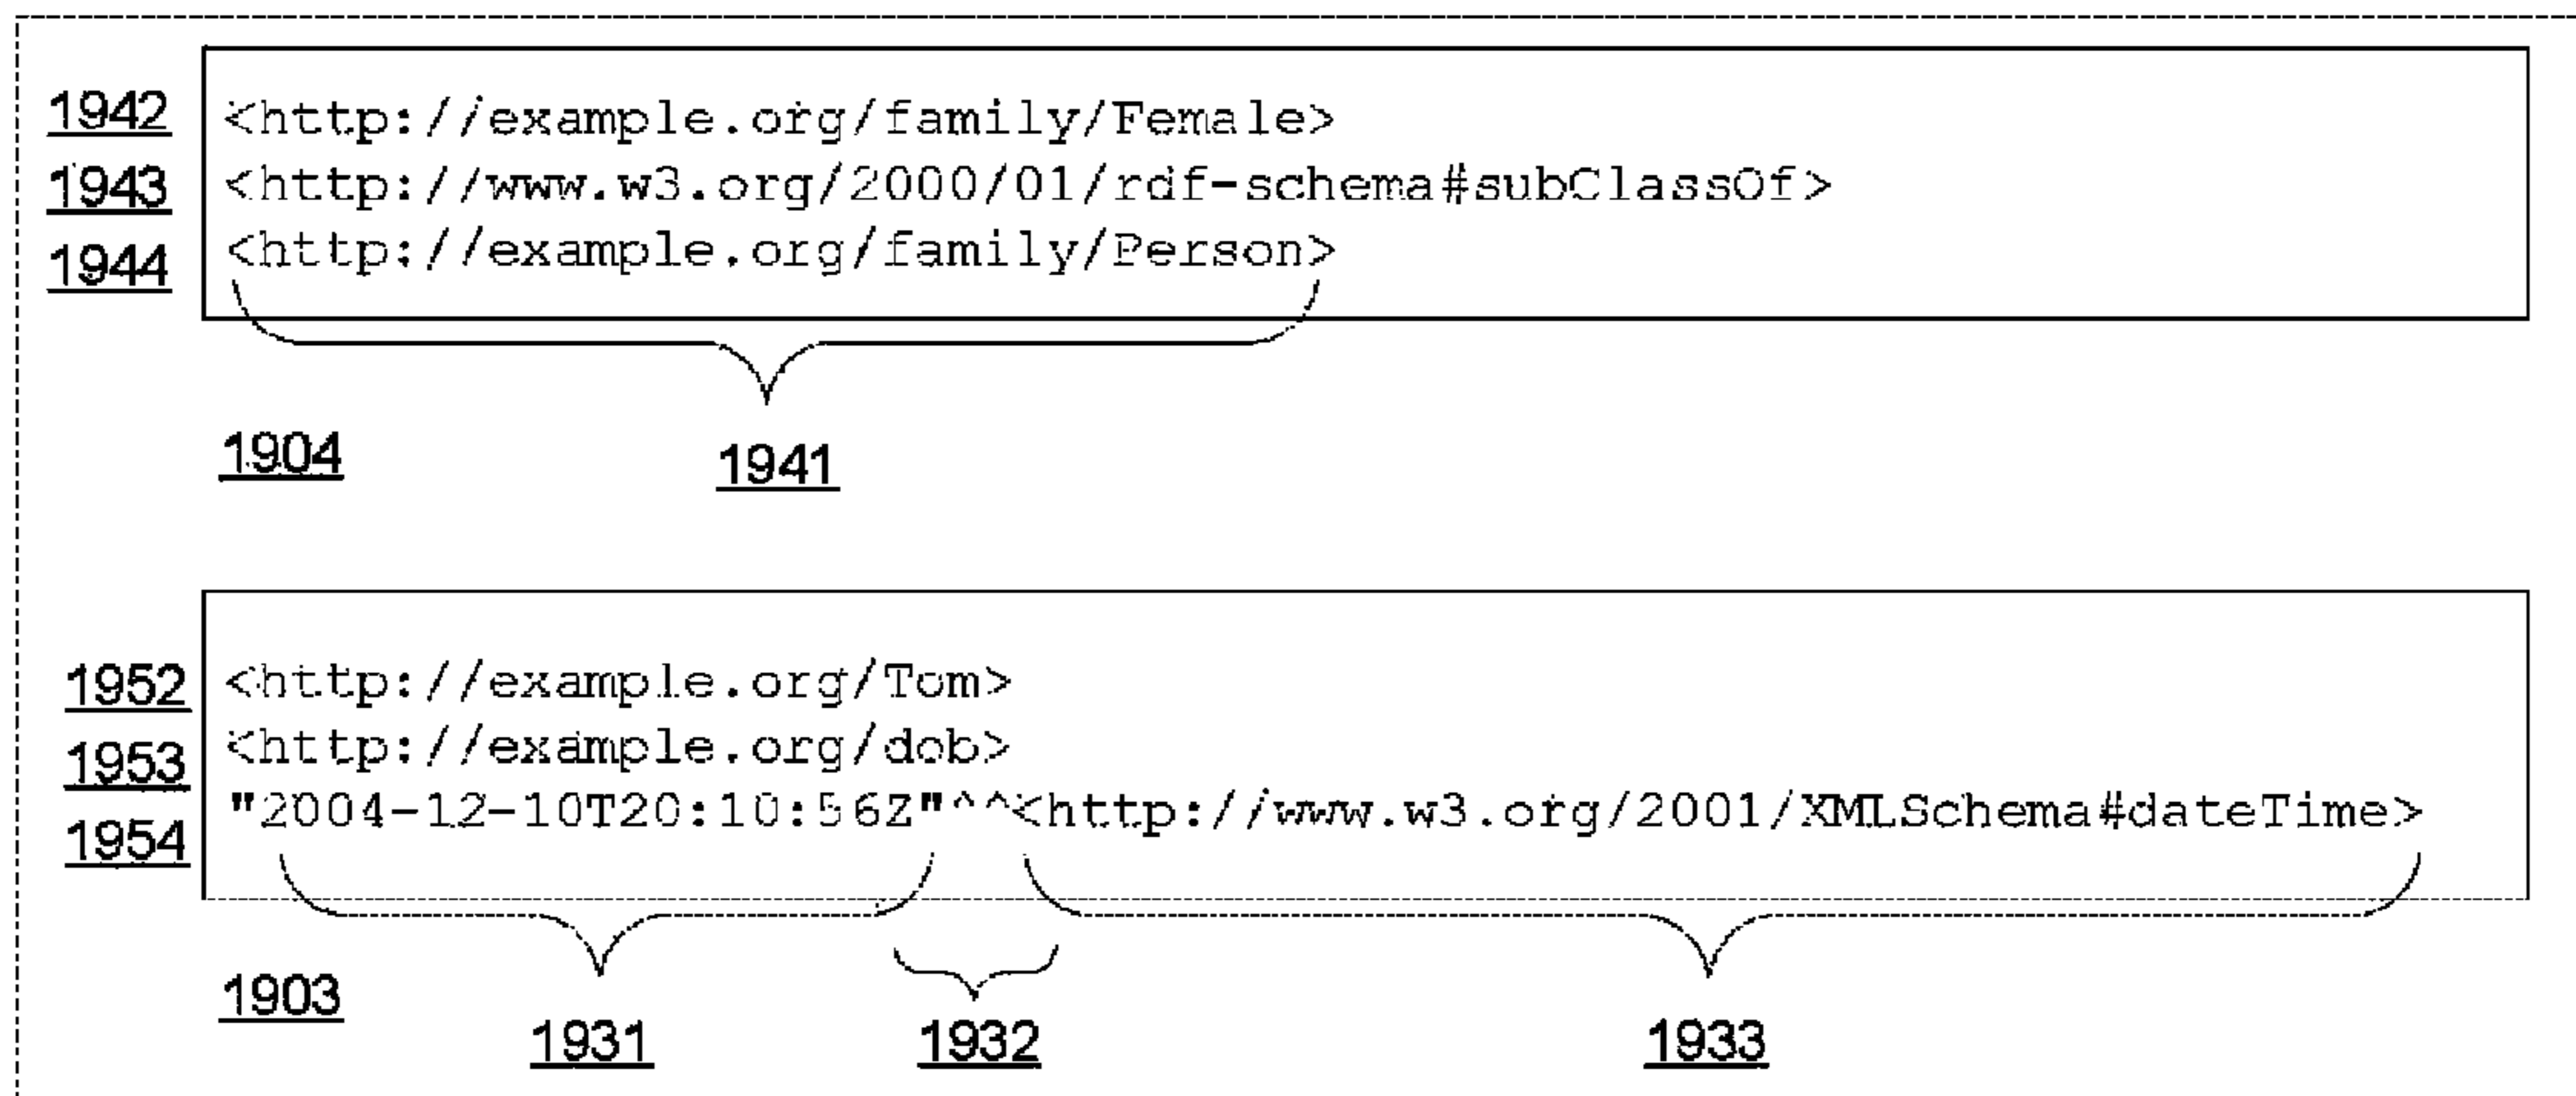 1942 <http://example.org/family/Female>
1943 <http://www.w3.org/2000/01/rdf-schema#subClassOf>
1944 <http://example.org/family/Person>
1904 1941
1952 <http://example.org/Tom>
1953 <http://example.org/dob>
1954 "2004-12-10T20:10:56Z"^^<http://www.w3.org/2001/XMLSchema#dateTime>
1903
1931 1932 1933